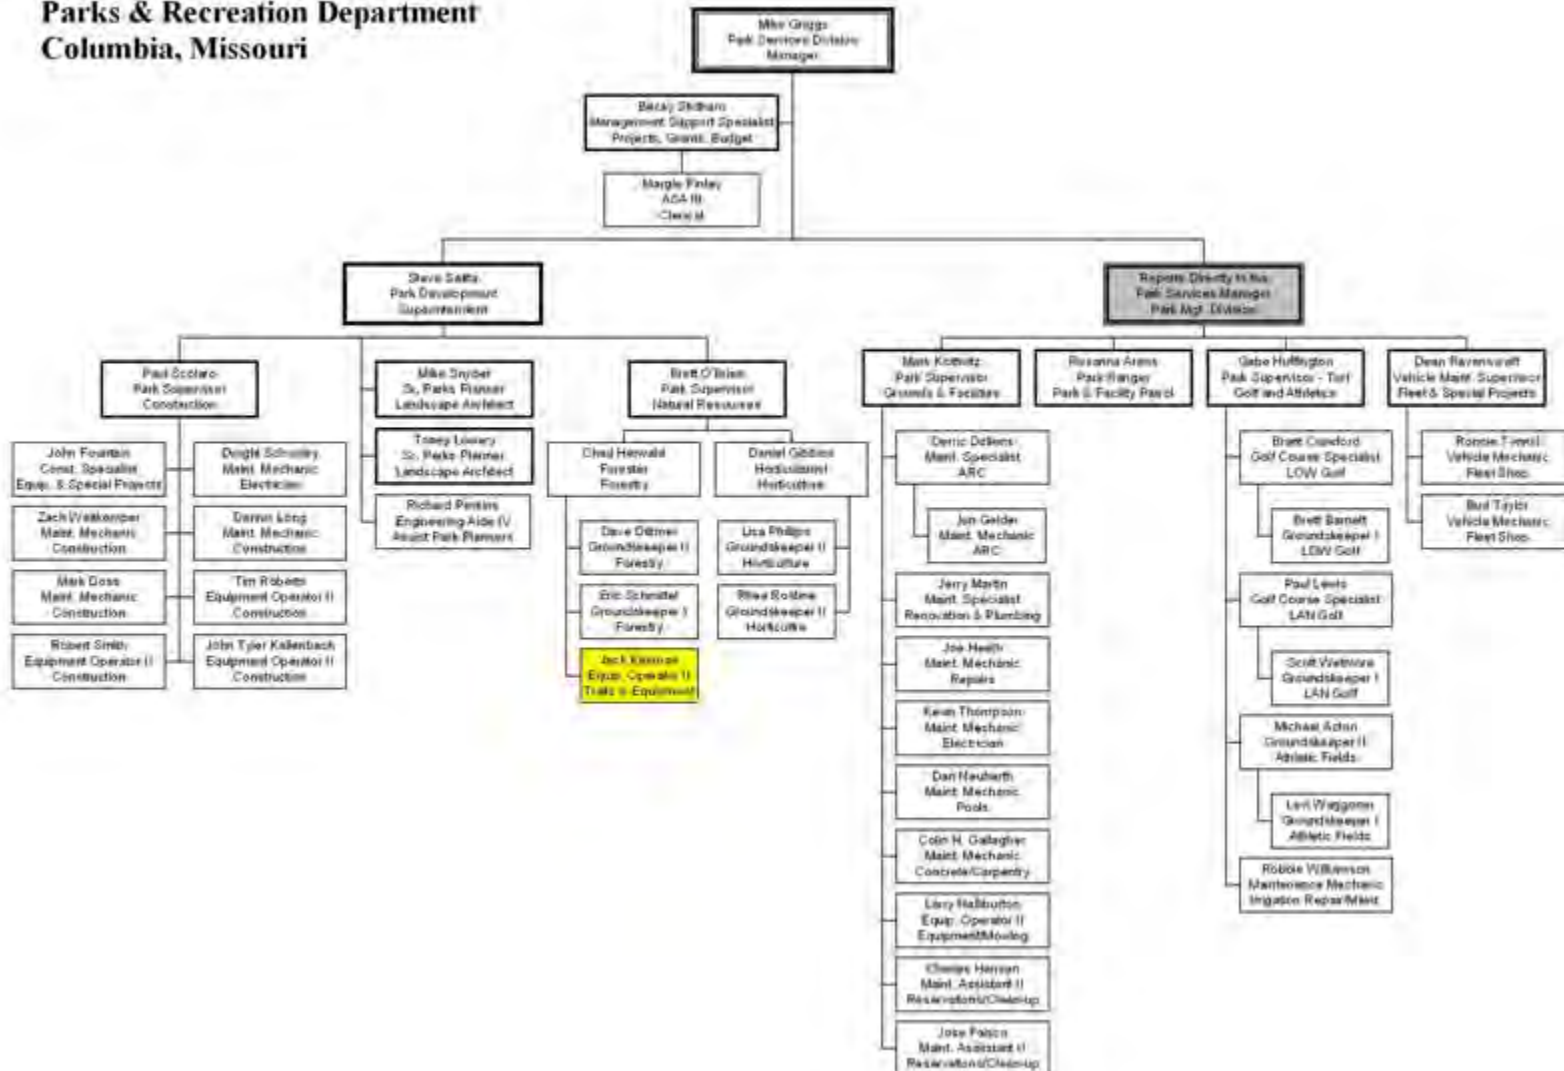 Parks & Recreation Department
Columbia, Missouri
Mike Griggs
Park Services Division
Manager
Becky Stidham
Management Support Specialist
Projects, Grants, Budget
Margie Finley
ASA III
Clerical
Steve Saitta
Park Development
Superintendent
Reports Directly to the
Park Services Manager
Park Mgt. Division
Paul Scolaro
Park Supervisor
Construction
Mike Snyder
Sr. Parks Planner
Landscape Architect
Brett O'Brien
Park Supervisor
Natural Resources
Mark Kottwitz
Park Supervisor
Grounds & Facilities
Rosanna Arens
Park Ranger
Park & Facility Patrol
Gabe Huffington
Park Supervisor - Turf
Golf and Athletics
Dean Ravenscraft
Vehicle Maint. Supervisor
Fleet & Special Projects
John Fountain
Const. Specialist
Equip. & Special Projects
Dwight Schooley
Maint. Mechanic
Electrician
Toney Lowery
Sr. Parks Planner
Landscape Architect
Zach Weitkemper
Maint. Mechanic
Construction
Darren Long
Maint. Mechanic
Construction
Richard Perkins
Engineering Aide IV
Assist Park Planners
Mark Doss
Maint. Mechanic
Construction
Tim Roberts
Equipment Operator II
Construction
Robert Smith
Equipment Operator II
Construction
John Tyler Kallenbach
Equipment Operator II
Construction
Chad Herwald
Forester
Forestry
Daniel Gibbins
Horticulturist
Horticulture
Dave Dittmer
Groundskeeper II
Forestry
Lisa Phillips
Groundskeeper II
Horticulture
Eric Schmittel
Groundskeeper I
Forestry
Groundskeeper II
Horticultre
Jack
Equip. Operator II
Trails & Equipment
Derric
Maint. Specialist
ARC
Jon Gelder
Maint. Mechanic
ARC
Jerry Martin
Maint. Specialist
Renovation & Plumbing
Joe Heath
Maint. Mechanic
Repairs
Kevin Thompson
Maint. Mechanic
Electrician
Dan Neuharth
Maint. Mechanic
Pools
Colin H. Gallagher
Maint. Mechanic
Concrete/Carpentry
Larry Halliburton
Equip. Operator II
Equipment/Mowing
Charles Hansen
Maint. Assistant II
Reservations/Clean-up
Jose
Maint. Assistant II
Reservations/Clean-up
Brent Crawford
Golf Course Specialist
LOW Golf
Brett Barnett
Groundskeeper I
LOW Golf
Paul Lewis
Golf Course Specialist
LAN Golf
Scott Wetmore
Groundskeeper I
LAN Golf
Michael Acton
Groundskeeper II
Athletic Fields
Levi Waggoner
Groundskeeper I
Athletic Fields
Robbie Williamson
Maintenance Mechanic
Irrigation Repair/Maint.
Ronnie
Vehicle Mechanic
Fleet Shop
Bud Taylor
Vehicle Mechanic
Fleet Shop